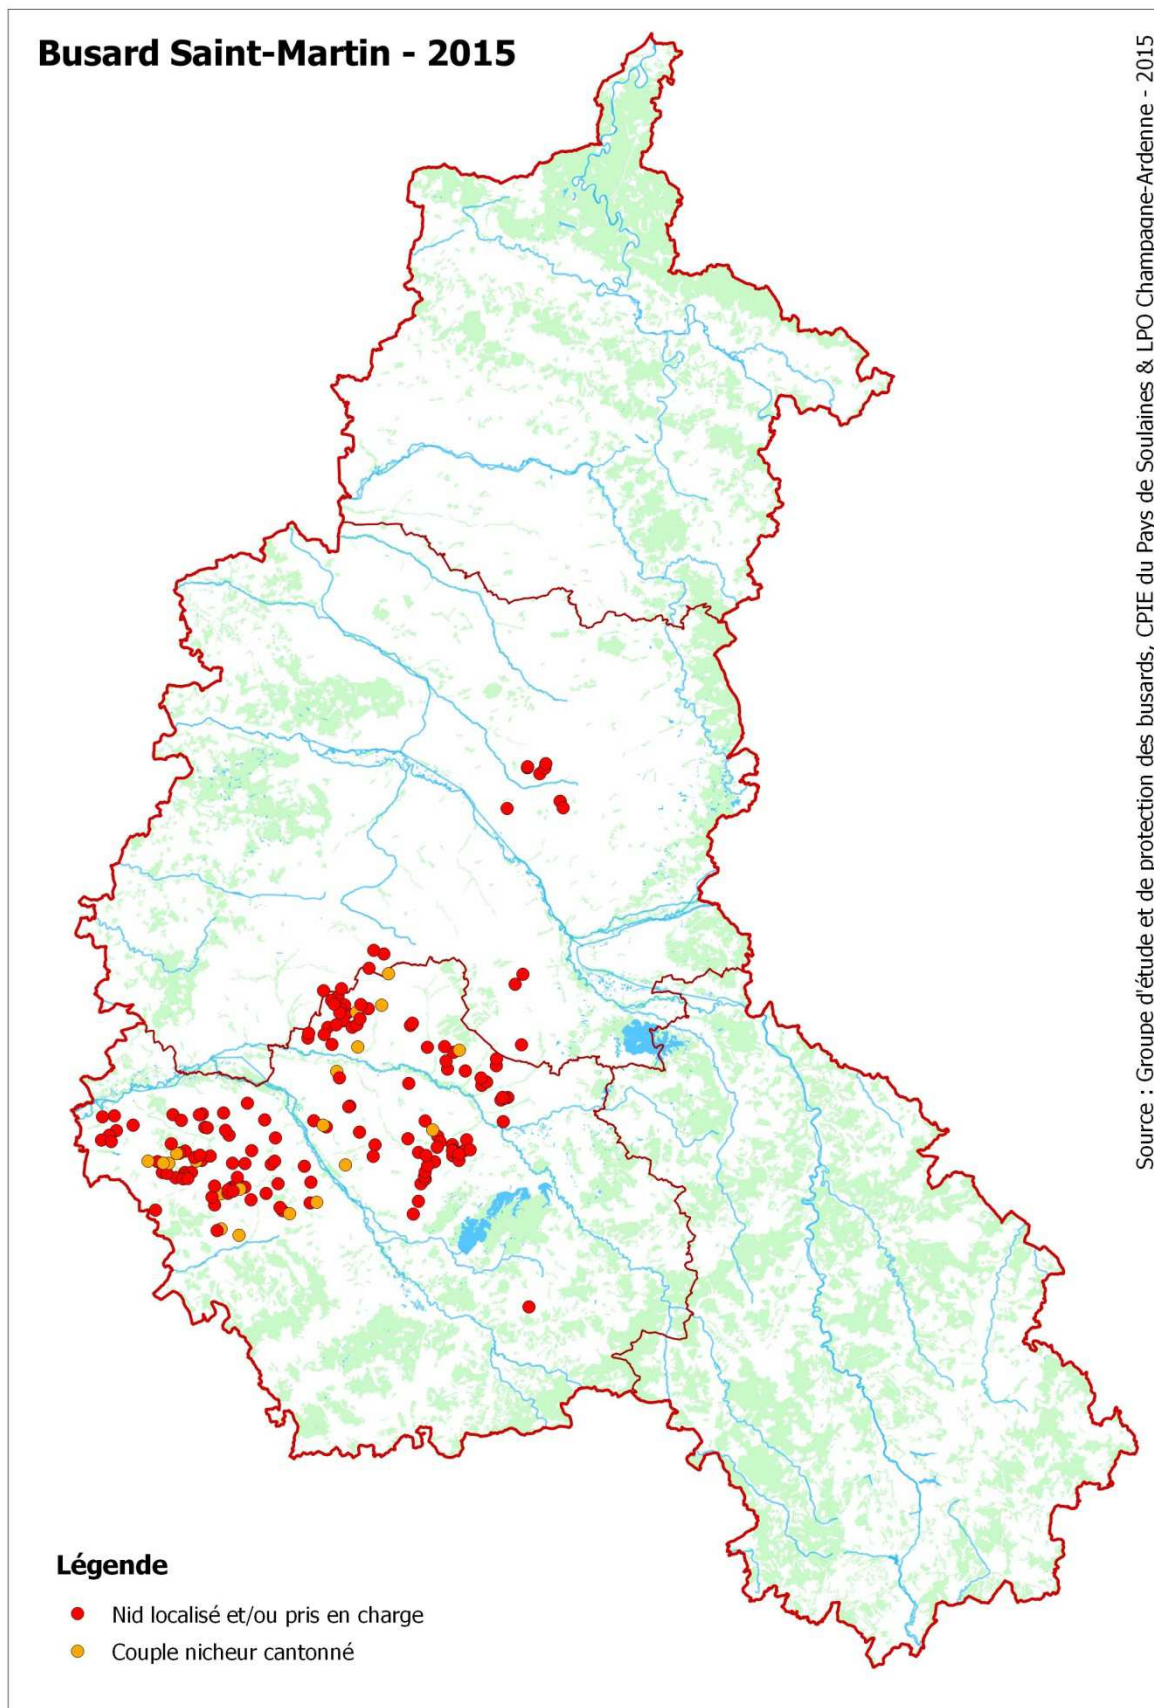 Busard Saint-Martin - 2015
Source : Groupe d'étude et de protection des busards, CPIE du Pays de Soulaines & LPO Champagne-Ardenne - 2015
Légende
Nid localisé et/ou pris en charge
Couple nicheur cantonné